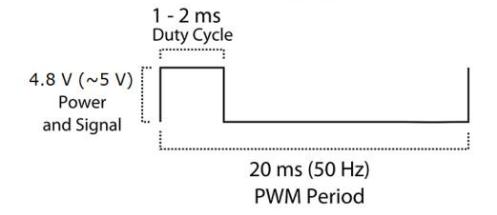 1 - 2 ms
Duty Cycle
4.8 V (~5 V)
Power
and Signal
20 ms (50 Hz)
PWM Period